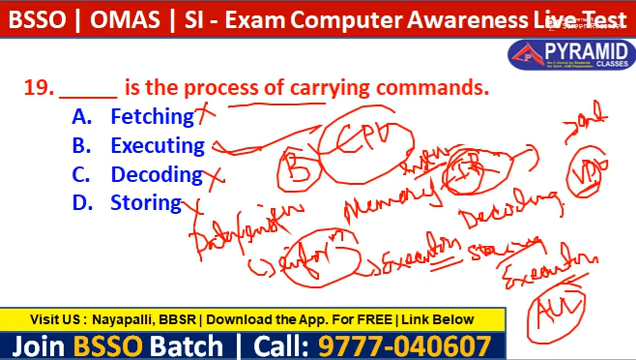 BSSO | OMAS | SI - Exam Computer Awareness Live Test
PYRAMID
CLASSES
19. _____ is the process of carrying commands.
A. Fetching
B. Executing
C. Decoding
D. Storing
B
CPU
IR
Memory
Decoding
Storing
Execution
ALU
Visit US : Nayapalli, BBSR | Download the App. For FREE | Link Below
Join BSSO Batch | Call: 9777-040607